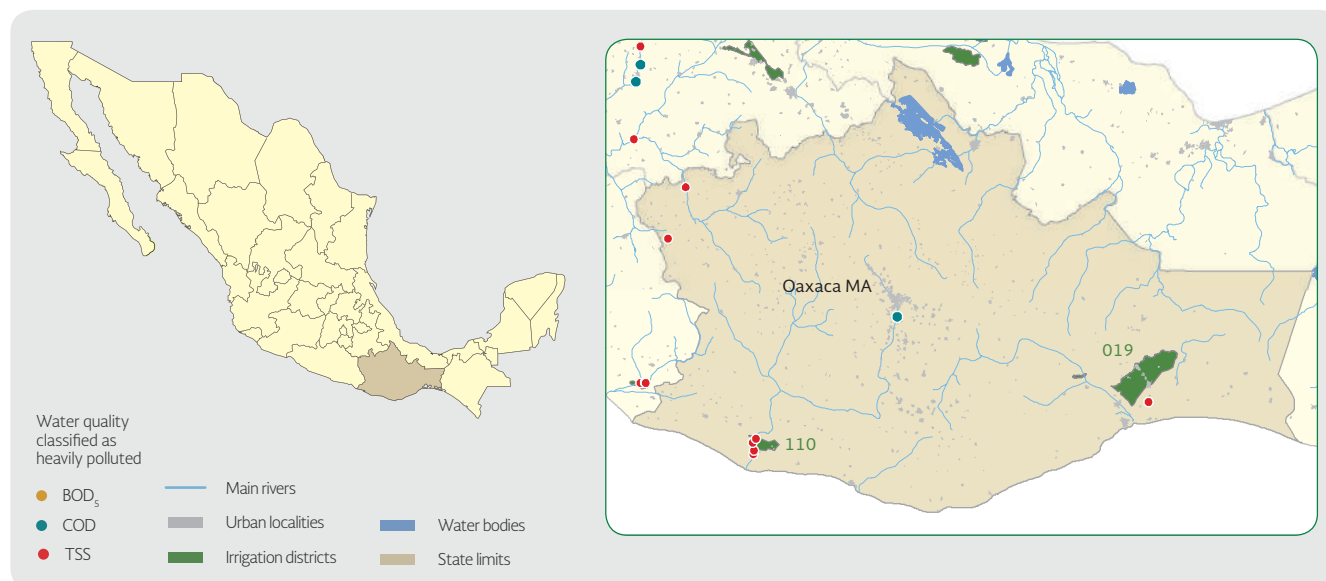 Oaxaca MA
019
110
Water quality
classified as
heavily polluted
BOD5
COD
TSS
Main rivers
Urban localities
Irrigation districts
Water bodies
State limits